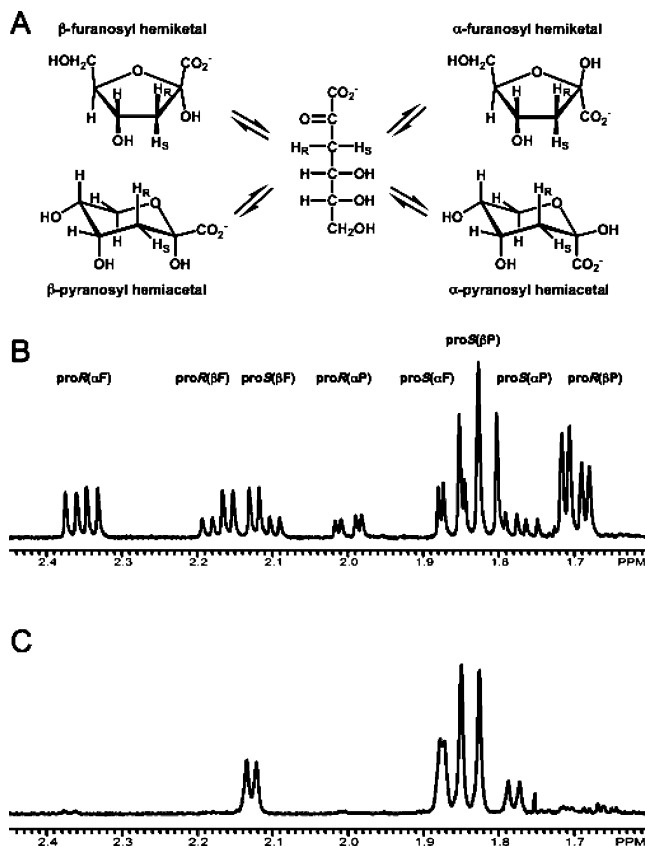 A
β-furanosyl hemiketal
α-furanosyl hemiketal
HOH2C O CO2-
H HR OH
H
OH HS
CO2-
O
HR HS
H OH
H OH
CH2OH
HOH2C O OH
H HR CO2-
H
OH HS
H HR
HO O
H H CO2-
HS
OH OH
β-pyranosyl hemiacetal
H HR
HO O
H H OH
HS
OH CO2-
α-pyranosyl hemiacetal
B
proS(βP)
proR(αF) proR(βF) proS(βF) proR(αP) proS(αF) proS(αP) proR(βP)
2.4 2.3 2.2 2.1 2.0 1.9 1.8 1.7 PPM
C
2.4 2.3 2.2 2.1 2.0 1.9 1.8 1.7 PPM